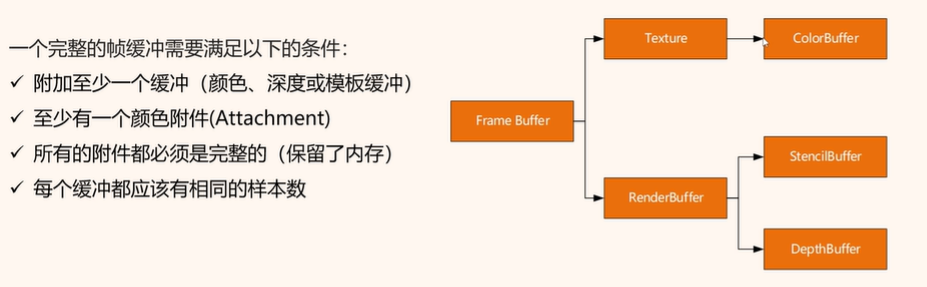 一个完整的帧缓冲需要满足以下的条件：
✓ 附加至少一个缓冲（颜色、深度或模板缓冲）
✓ 至少有一个颜色附件(Attachment)
✓ 所有的附件都必须是完整的（保留了内存）
✓ 每个缓冲都应该有相同的样本数
Frame Buffer
Texture
ColorBuffer
RenderBuffer
StencilBuffer
DepthBuffer